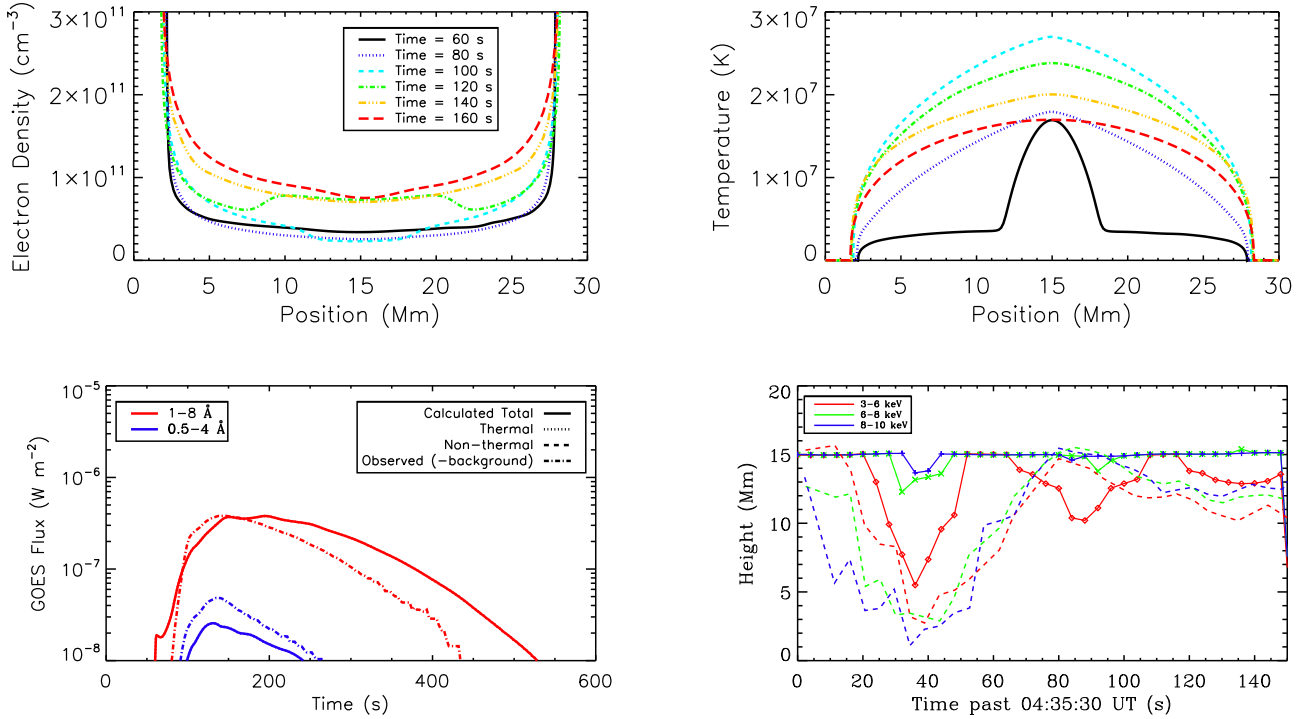 3×10¹¹
2×10¹¹
1×10¹¹
0
Electron Density (cm⁻³)
Time = 60 s
Time = 80 s
Time = 100 s
Time = 120 s
Time = 140 s
Time = 160 s
0 5 10 15 20 25 30
Position (Mm)
3×10⁷
2×10⁷
1×10⁷
0
Temperature (K)
0 5 10 15 20 25 30
Position (Mm)
10⁻⁵
10⁻⁶
10⁻⁷
10⁻⁸
GOES Flux (W m⁻²)
1−8 Å
0.5−4 Å
Calculated Total
Thermal
Non−thermal
Observed (−background)
0 200 400 600
Time (s)
20
15
10
5
0
Height (Mm)
3−6 keV
6−8 keV
8−10 keV
0 20 40 60 80 100 120 140
Time past 04:35:30 UT (s)